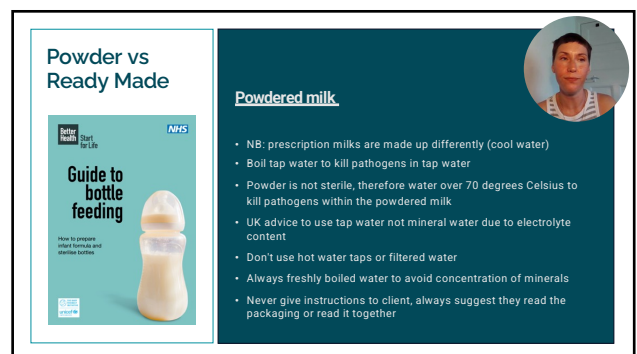 Powder vs
Ready Made
Better
Health
Start
for Life
NHS
Guide to
bottle
feeding
How to prepare
infant formula and
sterilise bottles
unicef
Powdered milk
• NB: prescription milks are made up differently (cool water)
• Boil tap water to kill pathogens in tap water
• Powder is not sterile, therefore water over 70 degrees Celsius to
kill pathogens within the powdered milk
• UK advice to use tap water not mineral water due to electrolyte
content
• Don't use hot water taps or filtered water
• Always freshly boiled water to avoid concentration of minerals
• Never give instructions to client, always suggest they read the
packaging or read it together